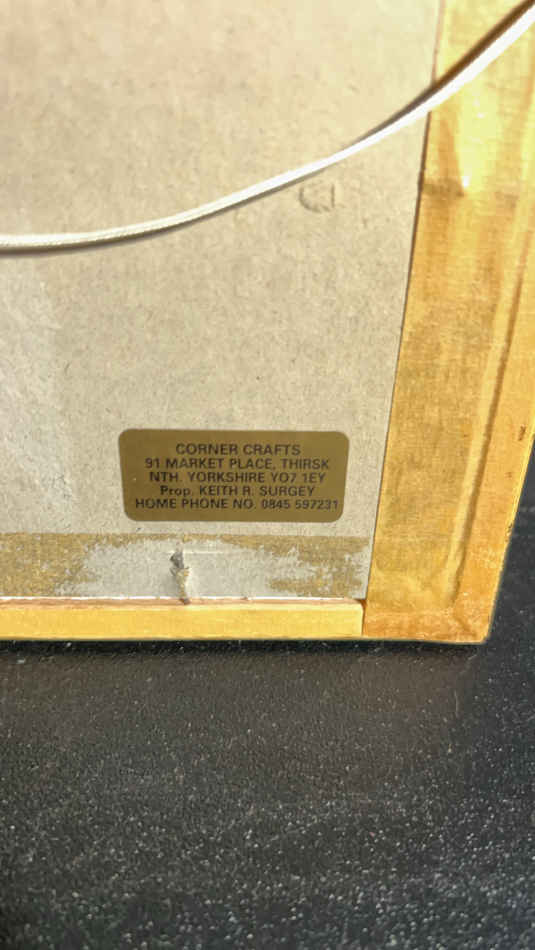 CORNER CRAFTS
91 MARKET PLACE, THIRSK
NTH. YORKSHIRE YO7 1EY
Prop. KEITH R. SURGEY
HOME PHONE NO. 0845 597231